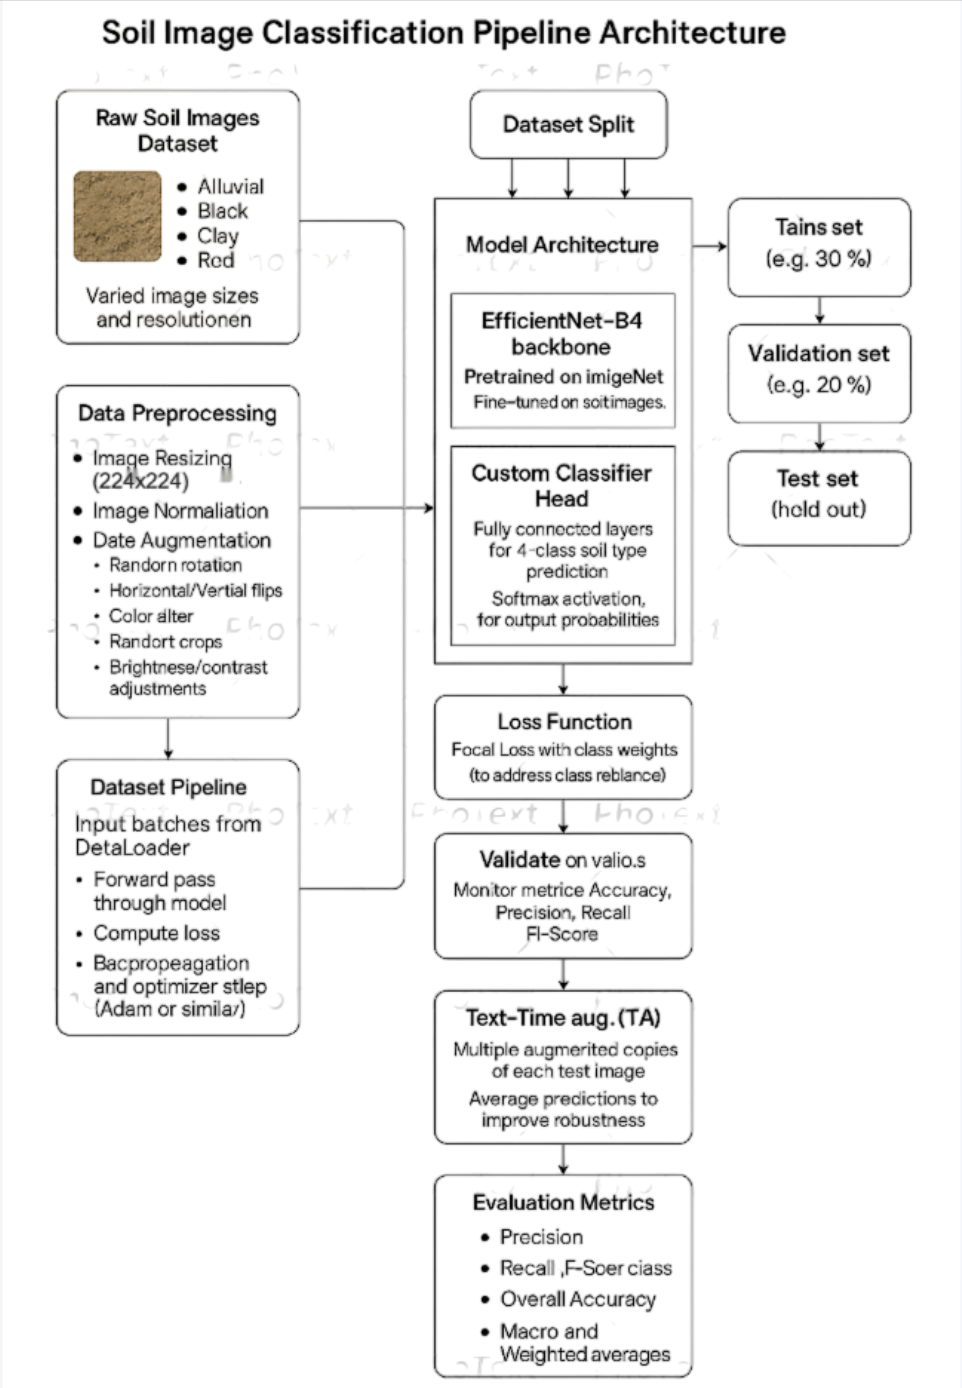 Soil Image Classification Pipeline Architecture
Raw Soil Images
Dataset
• Alluvial
• Black
• Clay
• Red
Varied image sizes
and resolutionen
Data Preprocessing
• Image Resizing
(224x224)
• Image Normaliation
• Date Augmentation
• Randorn rotation
• Horizontal/Vertial flips
• Color alter
• Randort crops
• Brightnese/contrast
adjustments
Dataset Pipeline
Input batches from
DetaLoader
• Forward pass
through model
• Compute loss
• Bacpropeagation
and optimizer stlep
(Adam or similar)
Dataset Split
Model Architecture
EfficientNet-B4
backbone
Pretrained on imigeNet
Fine-tuned on soitimages.
Custom Classifier
Head
Fully connected layers
for 4-class soil type
prediction
Softmax activation,
for output probabilities
Loss Function
Focal Loss with class weights
(to address class reblance)
Validate on valio.s
Monitor metrice Accuracy,
Precision, Recall
FI-Score
Text-Time aug. (TA)
Multiple augmerited copies
of each test image
Average predictions to
improve robustness
Evaluation Metrics
• Precision
• Recall ,F-Soer ciass
• Overall Accuracy
• Macro and
Weighted averages
Tains set
(e.g. 30 %)
Validation set
(e.g. 20 %)
Test set
(hold out)